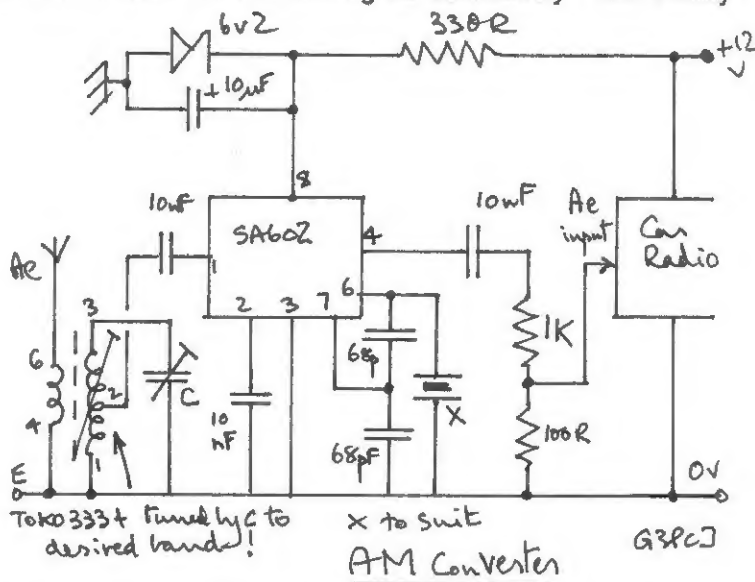 6v2
330R
+12
V
+10µF
8
10nF
SA602
4
10nF
Ae
input
Car
Radio
Ae
1
2
3
7
6
3
6
2
4
1
C
10
nF
68p
68pF
X
1K
100R
E
0V
TOKO 3334 tuned by C to
desired band!
X to suit
AM Converter
G3PCJ